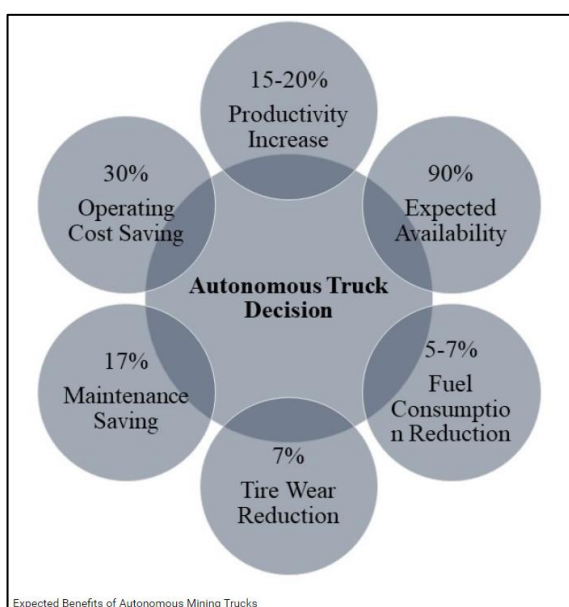 15-20%
Productivity
Increase
90%
Expected
Availability
5-7%
Fuel
Consumptio
n Reduction
7%
Tire Wear
Reduction
17%
Maintenance
Saving
30%
Operating
Cost Saving
Autonomous Truck
Decision
Expected Benefits of Autonomous Mining Trucks